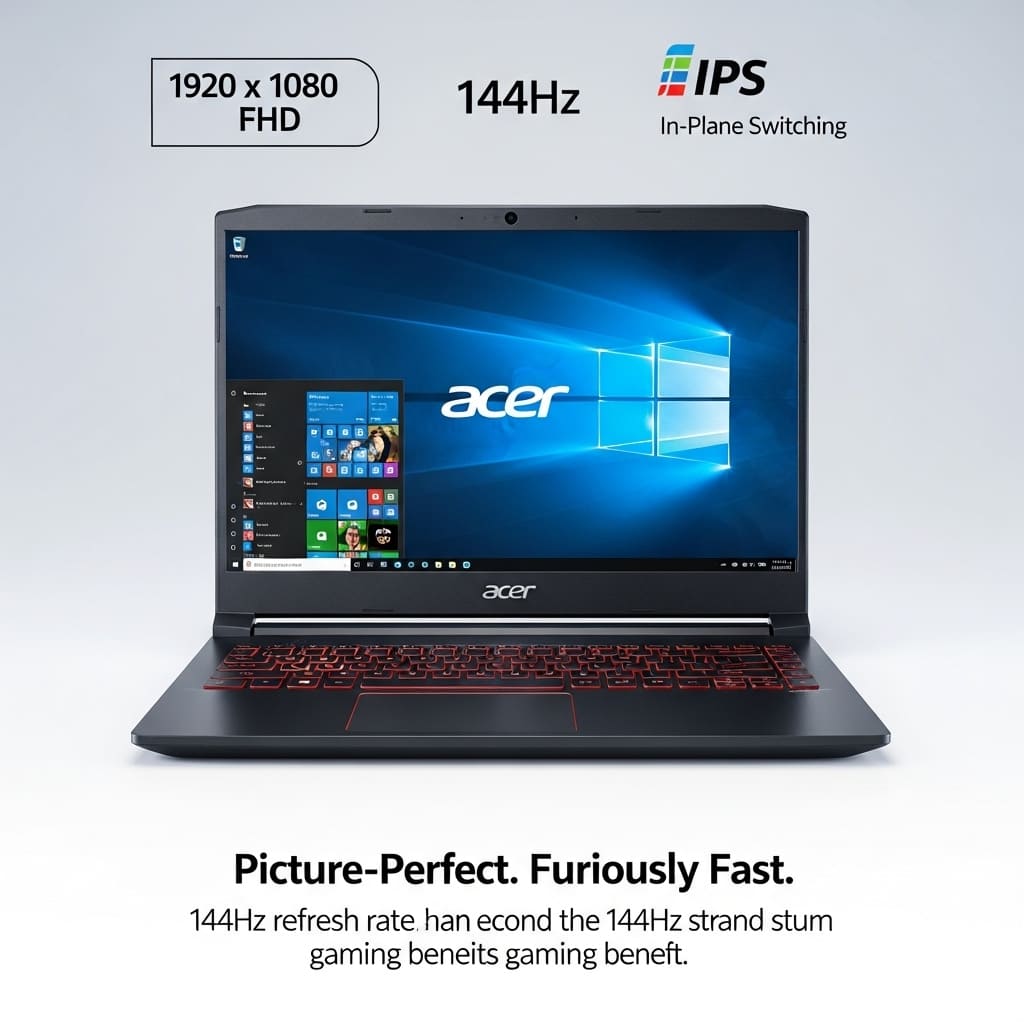 1920 x 1080
FHD
144Hz
IPS
In-Plane Switching
acer
acer
Picture-Perfect. Furiously Fast.
144Hz refresh rate. han econd the 144Hz strand stum
gaming beneits gaming beneft.